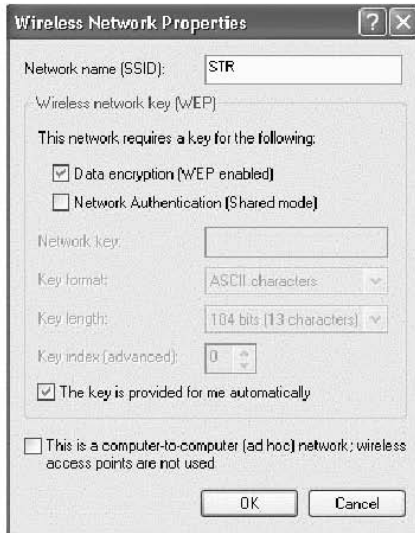 Wireless Network Properties
Network name (SSID): STR
Wireless network key (WEP)
This network requires a key for the following:
Data encryption (WEP enabled)
Network Authentication (Shared mode)
Network key:
Key format: ASCII characters
Key length: 104 bits (13 characters)
Key index (advanced): 0
The key is provided for me automatically
This is a computer-to-computer (ad hoc) network; wireless
access points are not used
OK Cancel